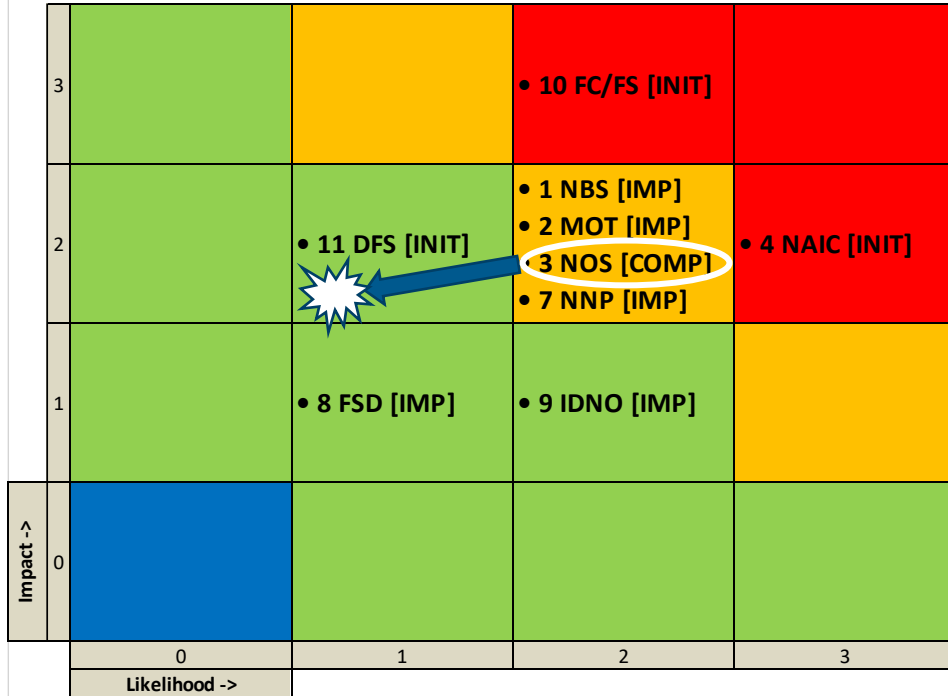 3
• 10 FC/FS [INIT]
2
• 11 DFS [INIT]
• 1 NBS [IMP]
• 2 MOT [IMP]
• 3 NOS [COMP]
• 7 NNP [IMP]
• 4 NAIC [INIT]
1
• 8 FSD [IMP]
• 9 IDNO [IMP]
Impact ->
0
0
1
2
3
Likelihood ->